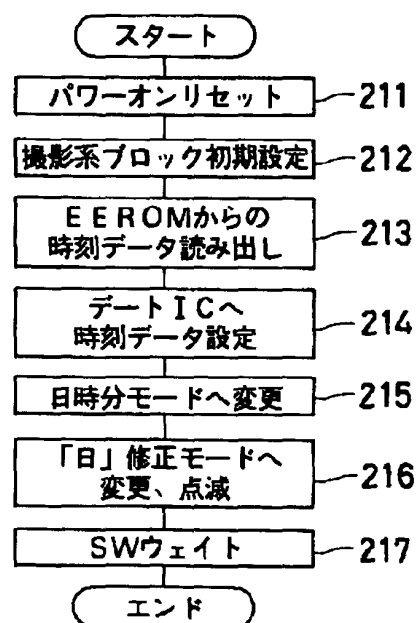 スタート
パワーオンリセット
211
撮影系ブロック初期設定
212
EEROMからの
時刻データ読み出し
213
デートICへ
時刻データ設定
214
日時分モードへ変更
215
「日」修正モードへ
変更、点滅
216
SWウェイト
217
エンド